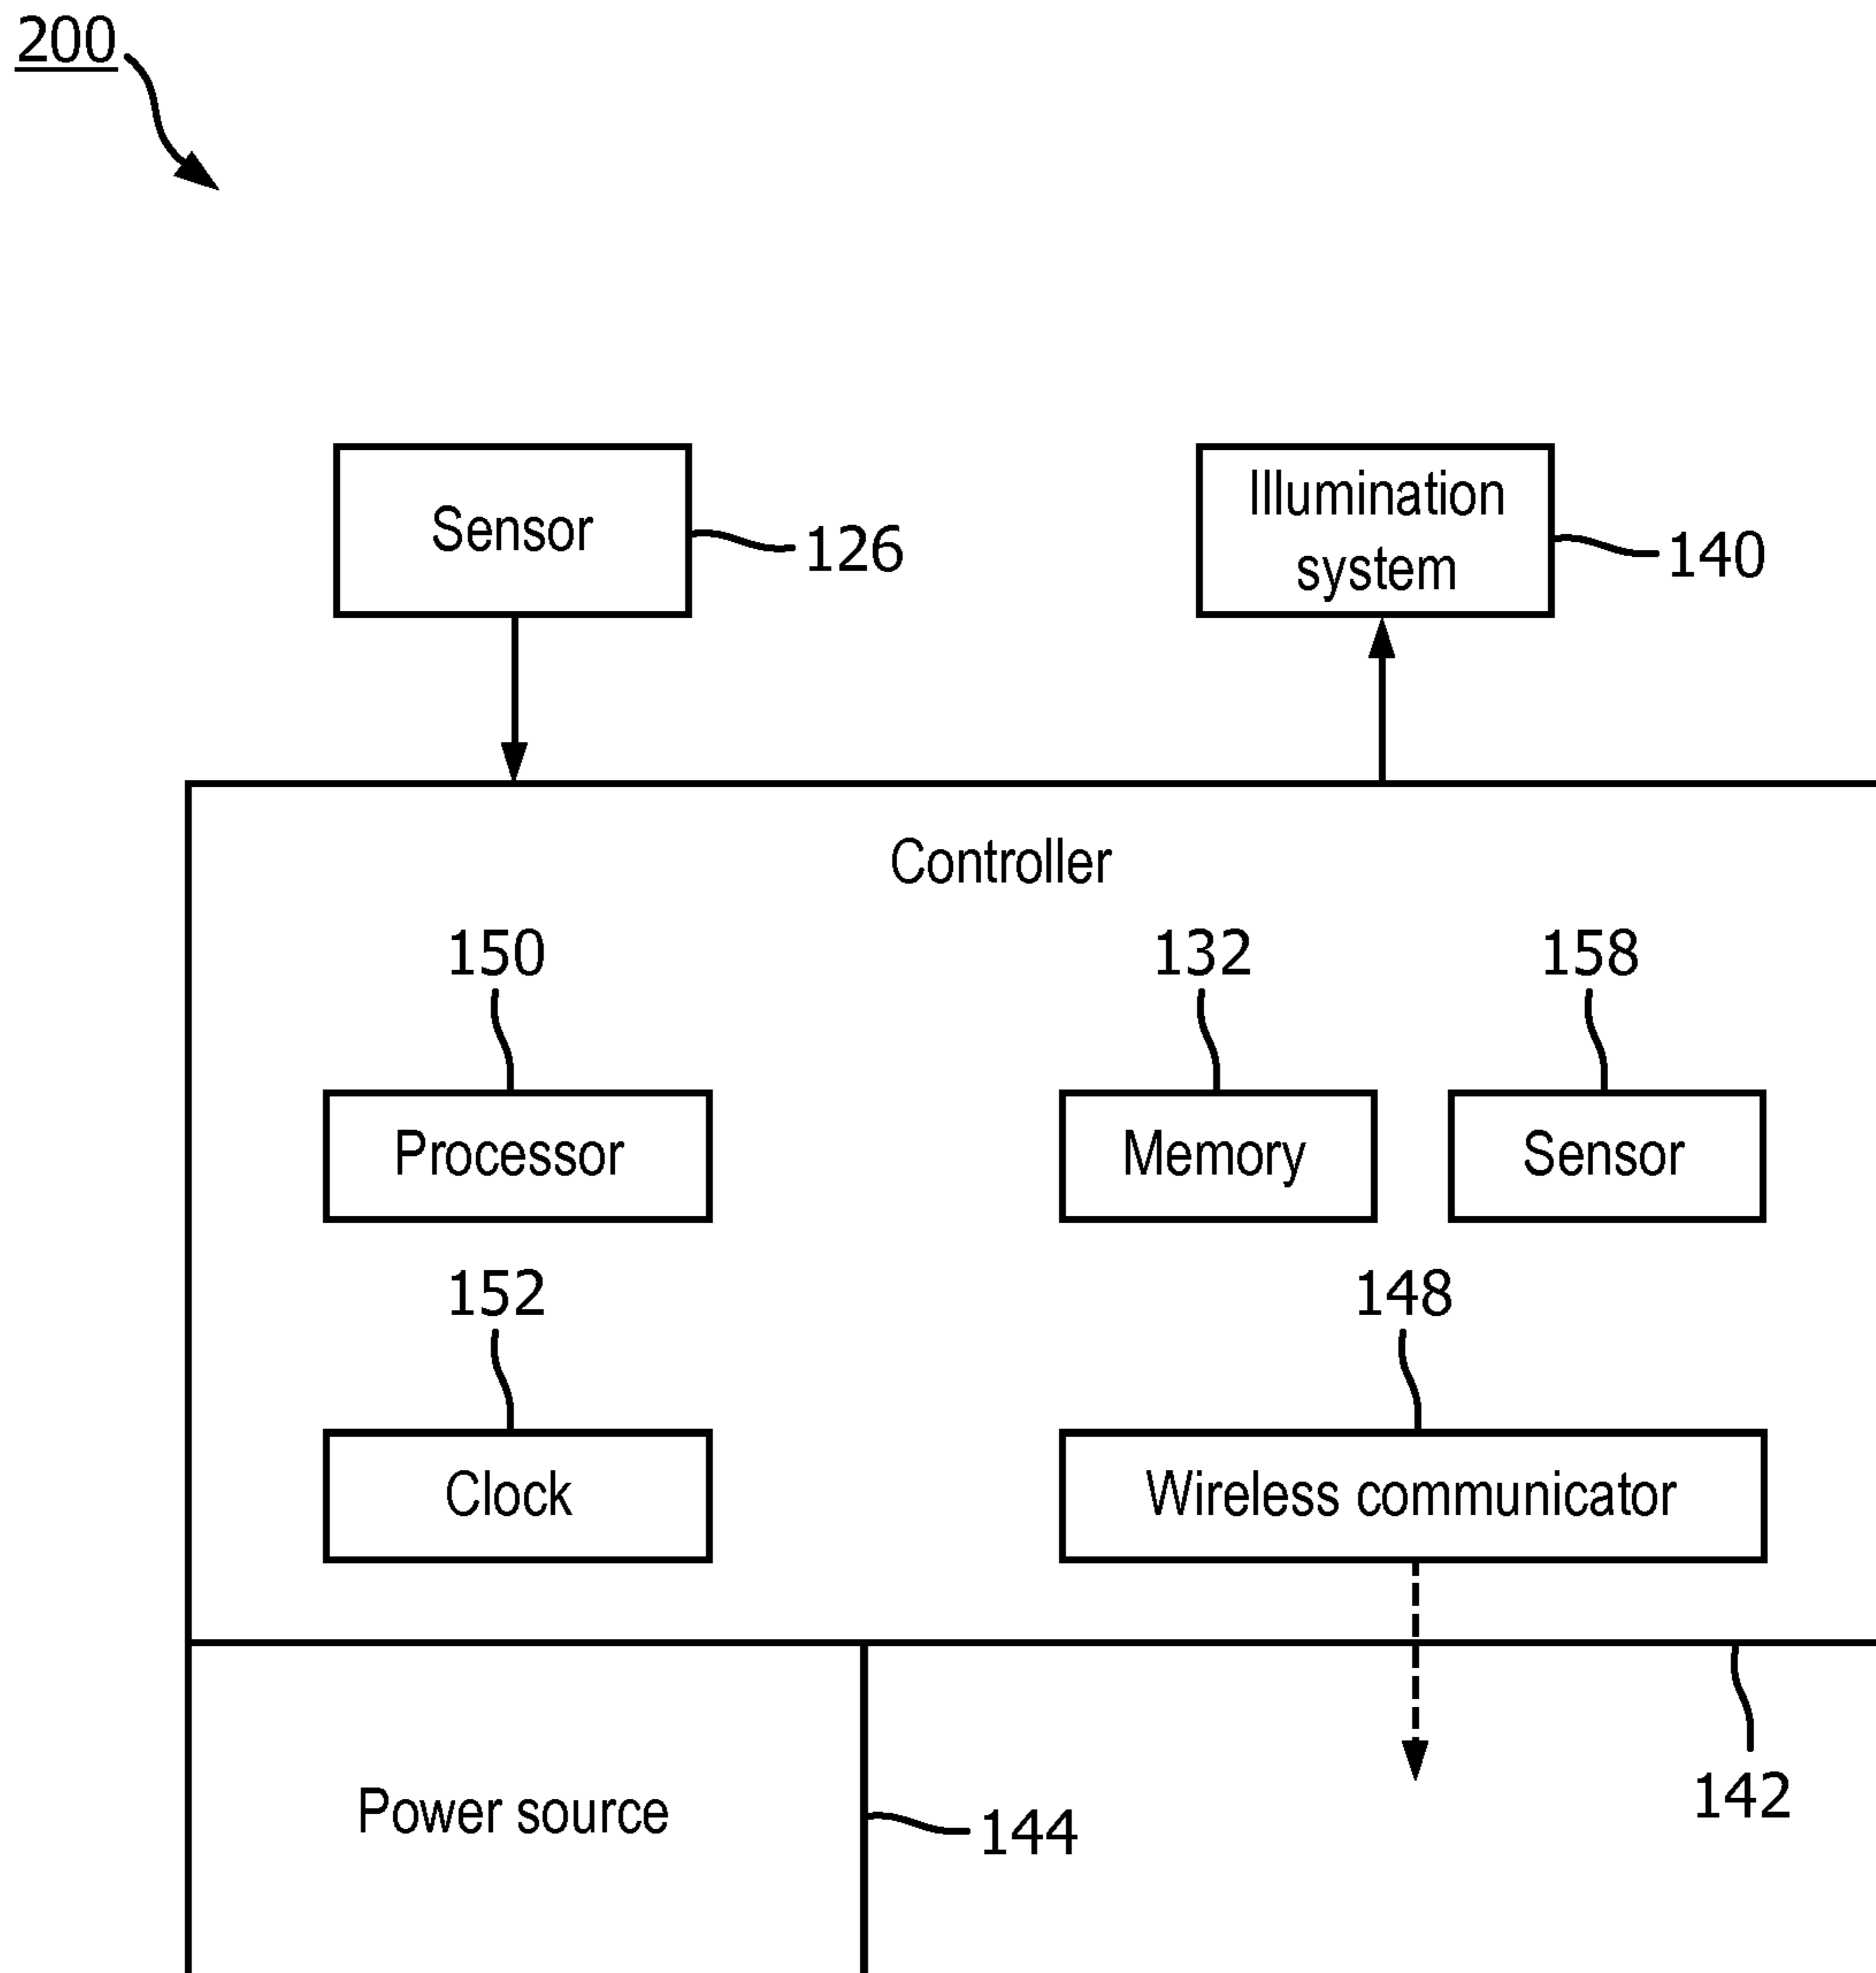 200
Sensor
126
Illumination
system
140
Controller
150
132
158
Processor
Memory
Sensor
152
148
Clock
Wireless communicator
142
Power source
144